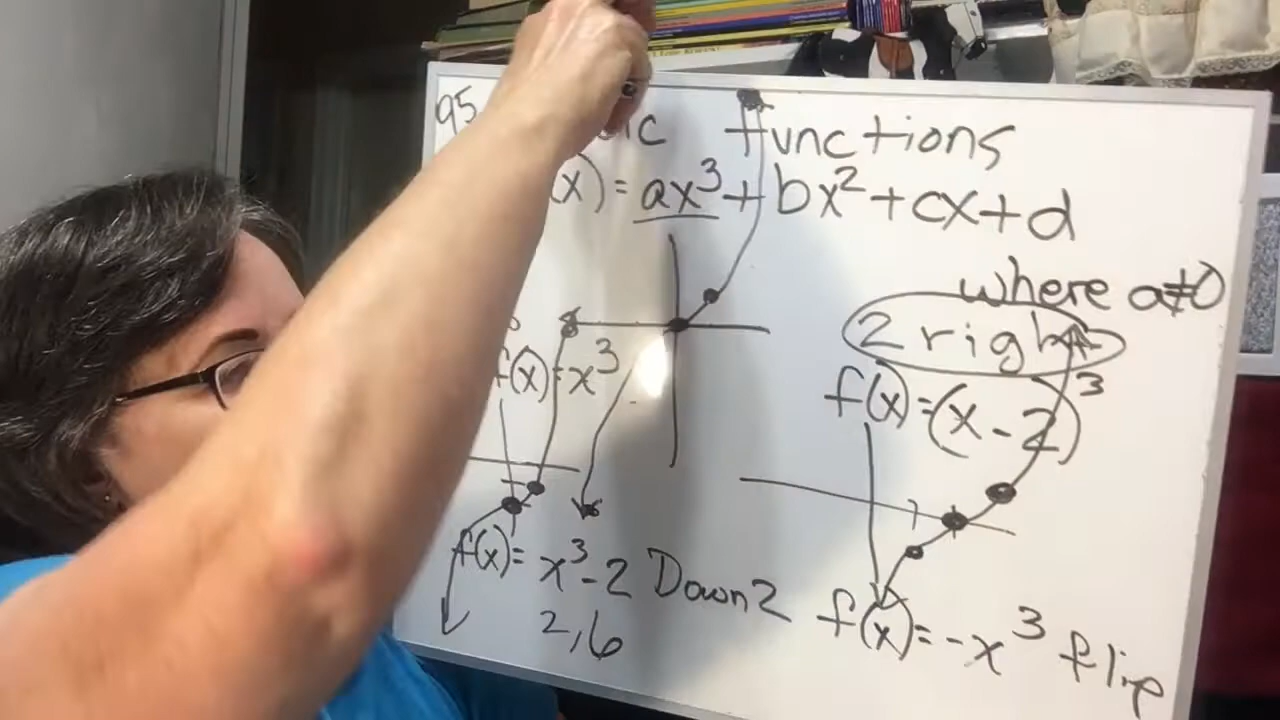 95 functions
(x) = ax³ + bx² + cx + d
where a≠0
2 right
f(x) = x³
f(x) = (x - 2)³
f(x) = x³ - 2 Down 2
2,6
f(x) = -x³ flip